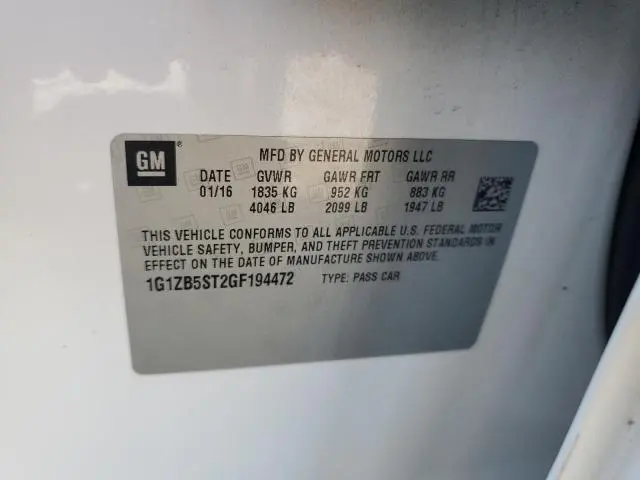 GM
MFD BY GENERAL MOTORS LLC
DATE GVWR GAWR FRT GAWR RR
01/16 1835 KG 952 KG 883 KG
4046 LB 2099 LB 1947 LB
THIS VEHICLE CONFORMS TO ALL APPLICABLE U.S. FEDERAL MOTOR
VEHICLE SAFETY, BUMPER, AND THEFT PREVENTION STANDARDS IN
EFFECT ON THE DATE OF MANUFACTURE SHOWN ABOVE.
1G1ZB5ST2GF194472 TYPE: PASS CAR